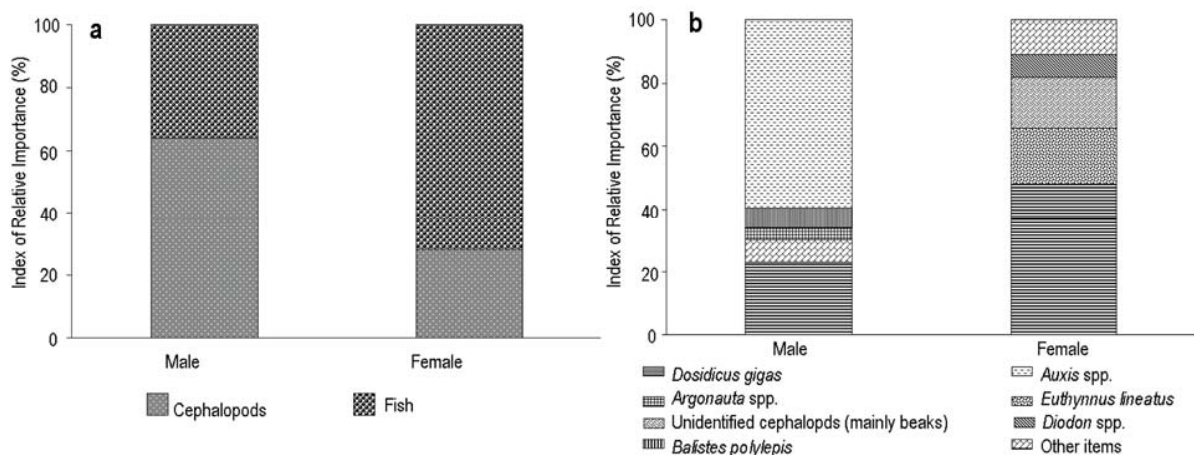 a
Index of Relative Importance (%)
100
80
60
40
20
0
Male
Female
Cephalopods
Fish
b
Index of Relative Importance (%)
100
80
60
40
20
0
Male
Female
Dosidicus gigas
Argonauta spp.
Unidentified cephalopds (mainly beaks)
Balistes polylepis
Auxis spp.
Euthynnus lineatus
Diodon spp.
Other items